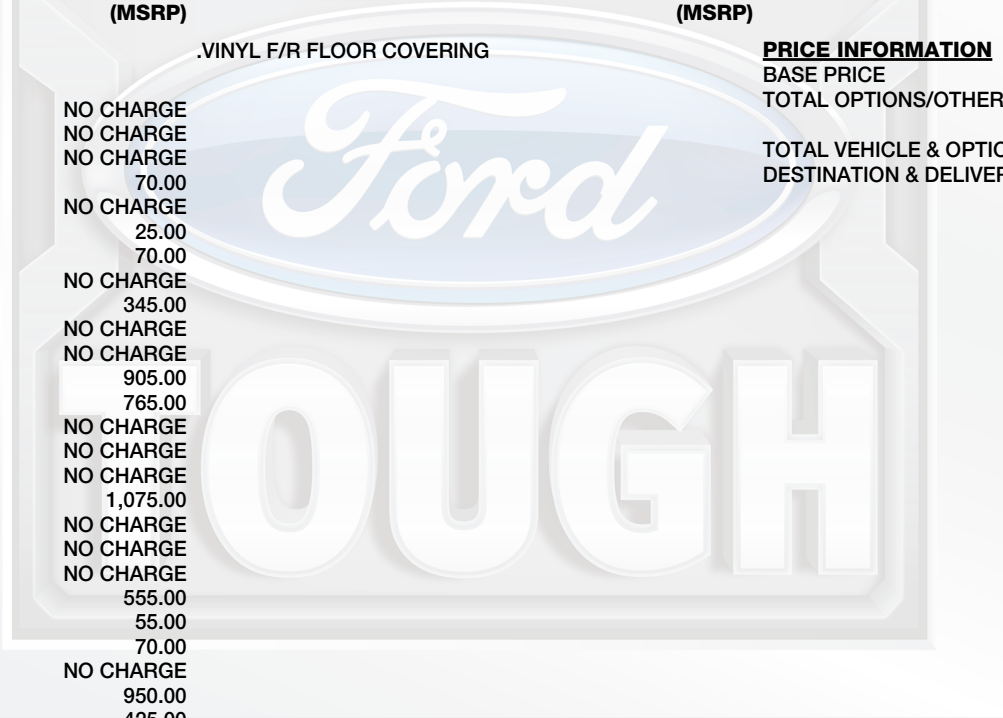 (MSRP)
NO CHARGE
NO CHARGE
NO CHARGE
70.00
NO CHARGE
25.00
70.00
NO CHARGE
345.00
NO CHARGE
NO CHARGE
905.00
765.00
NO CHARGE
NO CHARGE
NO CHARGE
1,075.00
NO CHARGE
NO CHARGE
NO CHARGE
555.00
55.00
70.00
NO CHARGE
950.00
425.00
(MSRP)
.VINYL F/R FLOOR COVERING
PRICE INFORMATION
BASE PRICE
TOTAL OPTIONS/OTHER
TOTAL VEHICLE & OPTIO
DESTINATION & DELIVER
Ford
TOUGH